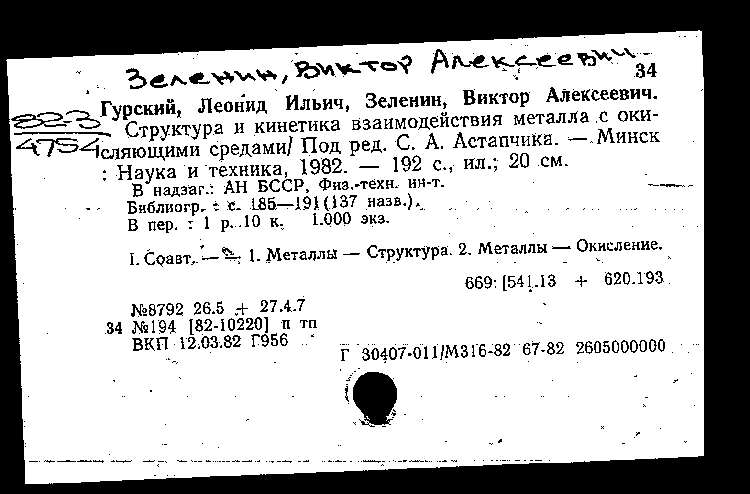 Зеленин, Виктор Алексеевич
34
82-3
4754
Гурский, Леонид Ильич, Зеленин, Виктор Алексеевич.
Структура и кинетика взаимодействия металла с оки-
сляющими средами/ Под ред. С. А. Астапчика. — Минск
: Наука и техника, 1982. — 192 с., ил.; 20 см.
В надзаг.: АН БССР, Физ.-техн. ин-т.
Библиогр. : с. 185—191 (137 назв.).
В пер. : 1 р. 10 к. 1.000 экз.
I. Соавт. — 1. Металлы — Структура. 2. Металлы — Окисление.
669: [541.13 + 620.193
№8792 26.5 + 27.4.7
34 №194 [82-10220] п тп
ВКП 12.03.82 Г956
Г 30407-011/М316-82 67-82 2605000000